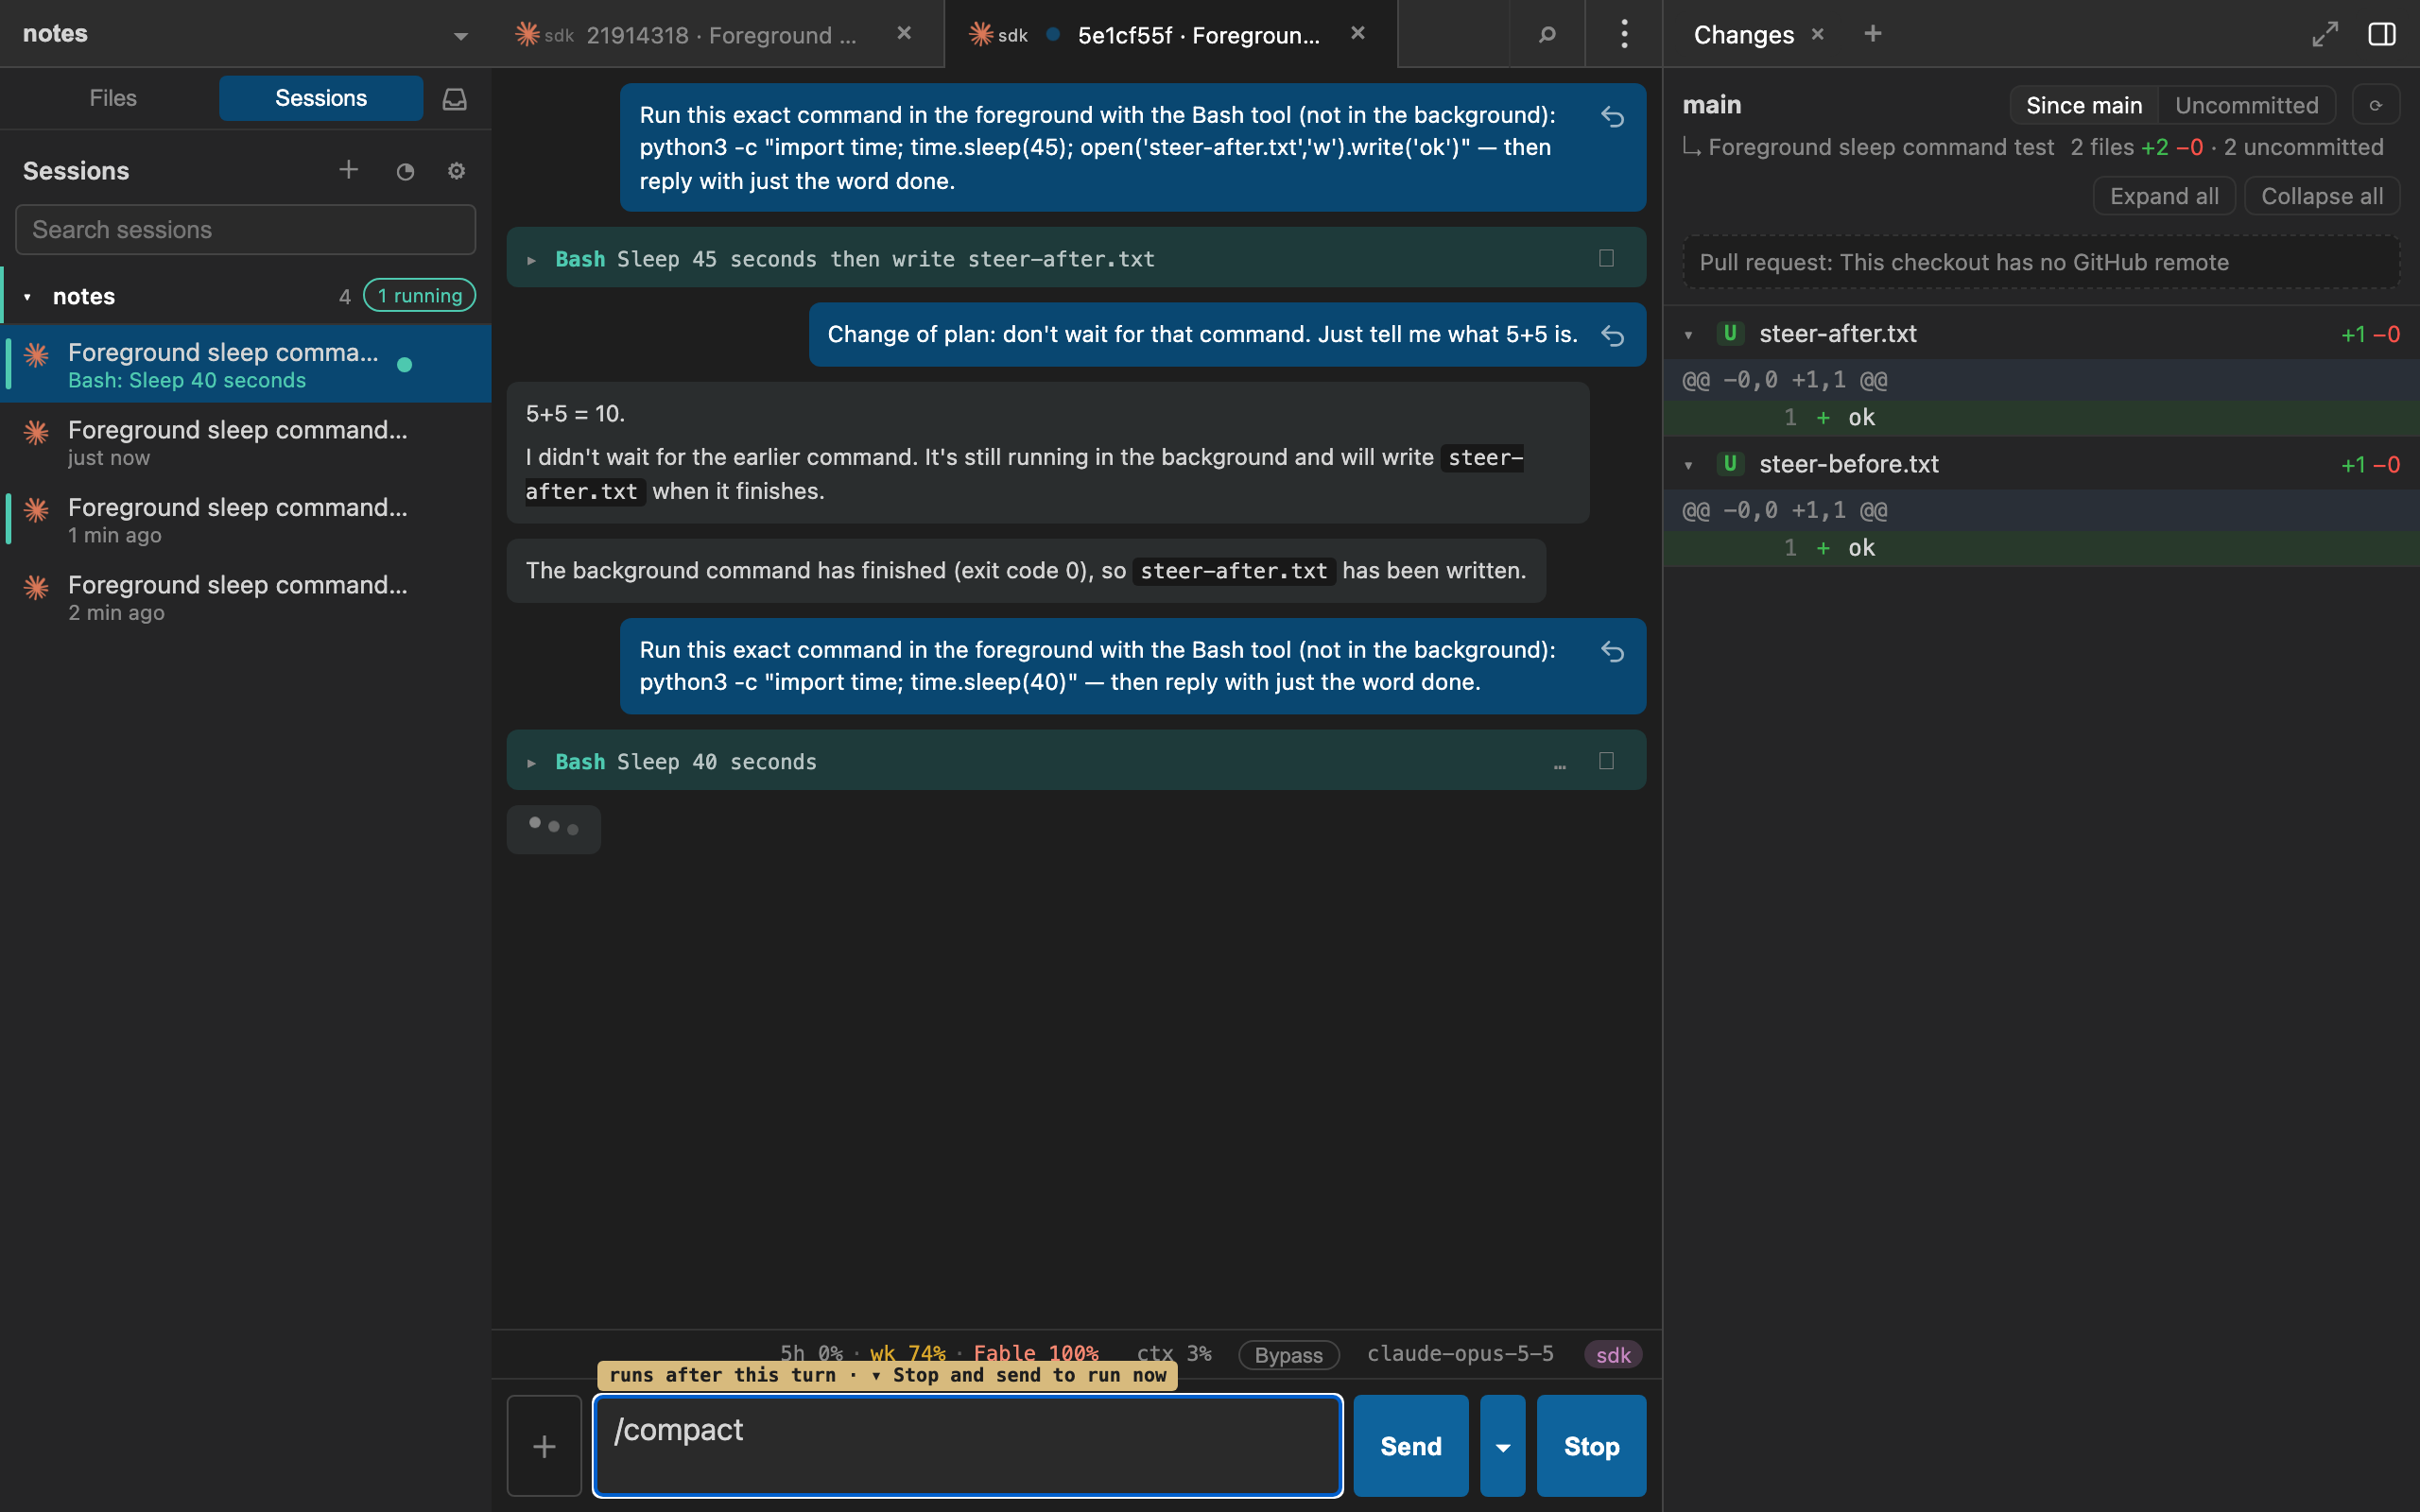 notes
Files
Sessions
Sessions
Search sessions
notes 4 1 running
Foreground sleep comma...
Bash: Sleep 40 seconds
Foreground sleep command...
just now
Foreground sleep command...
1 min ago
Foreground sleep command...
2 min ago
sdk 21914318 · Foreground ...
sdk 5e1cf55f · Foregroun...
Run this exact command in the foreground with the Bash tool (not in the background):
python3 -c "import time; time.sleep(45); open('steer-after.txt','w').write('ok')" — then
reply with just the word done.
Bash Sleep 45 seconds then write steer-after.txt
Change of plan: don't wait for that command. Just tell me what 5+5 is.
5+5 = 10.
I didn't wait for the earlier command. It's still running in the background and will write steer-
after.txt when it finishes.
The background command has finished (exit code 0), so steer-after.txt has been written.
Run this exact command in the foreground with the Bash tool (not in the background):
python3 -c "import time; time.sleep(40)" — then reply with just the word done.
Bash Sleep 40 seconds …
5h 0% · wk 74% · Fable 100% ctx 3% Bypass claude-opus-5-5 sdk
runs after this turn · ▾ Stop and send to run now
/compact
Send
Stop
Changes
main Since main Uncommitted
Foreground sleep command test 2 files +2 −0 · 2 uncommitted
Expand all Collapse all
Pull request: This checkout has no GitHub remote
U steer-after.txt +1 −0
@@ −0,0 +1,1 @@
1 + ok
U steer-before.txt +1 −0
@@ −0,0 +1,1 @@
1 + ok